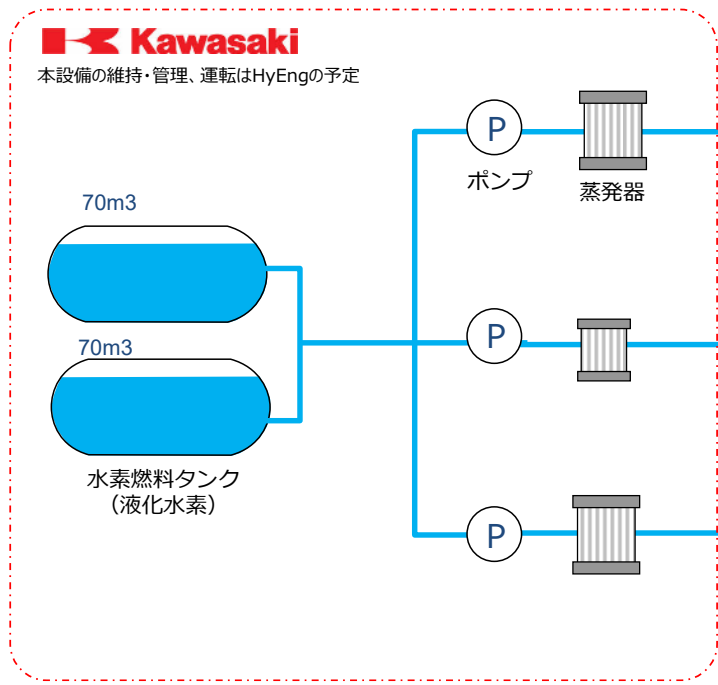 Kawasaki
本設備の維持・管理、運転はHyEngの予定
P
ポンプ
蒸発器
70m3
P
70m3
水素燃料タンク
（液化水素）
P